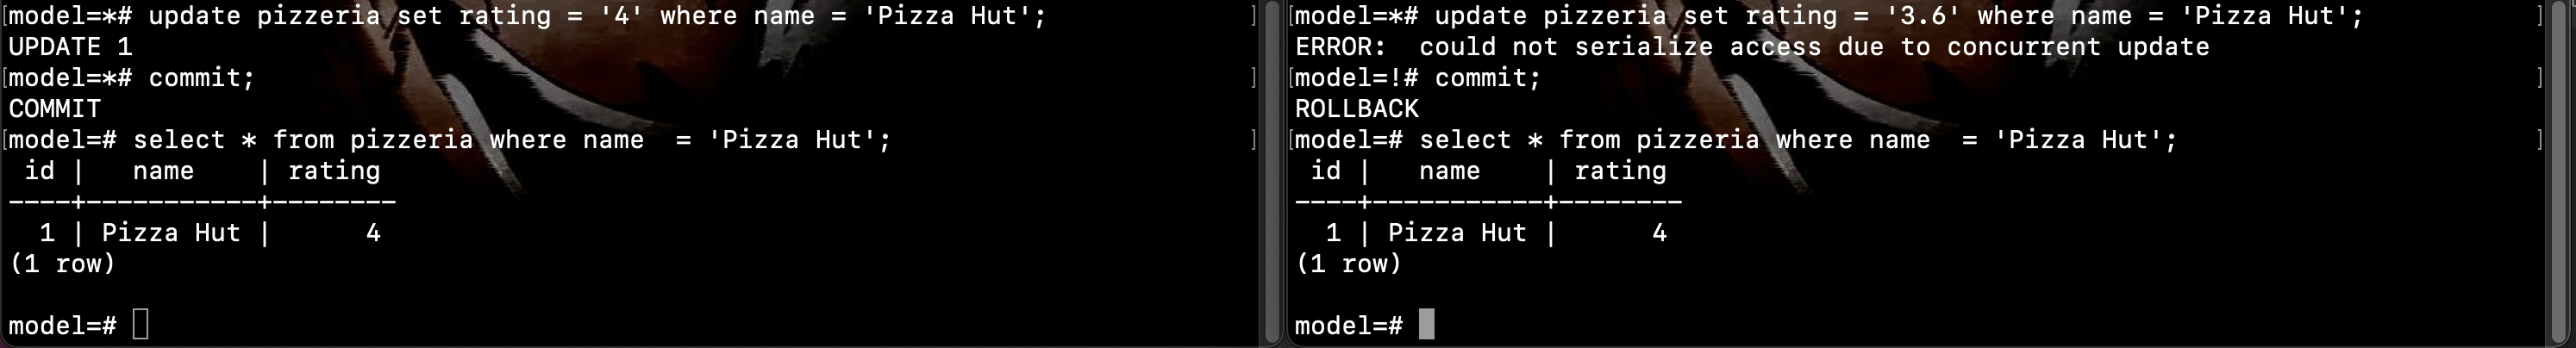 [model=*# update pizzeria set rating = '4' where name = 'Pizza Hut'; ]
UPDATE 1
[model=*# commit; ]
COMMIT
[model=# select * from pizzeria where name  = 'Pizza Hut'; ]
 id |   name    | rating
----+-----------+--------
  1 | Pizza Hut |      4
(1 row)
model=#
[model=*# update pizzeria set rating = '3.6' where name = 'Pizza Hut'; ]
ERROR:  could not serialize access due to concurrent update
[model=!# commit; ]
ROLLBACK
[model=# select * from pizzeria where name  = 'Pizza Hut'; ]
 id |   name    | rating
----+-----------+--------
  1 | Pizza Hut |      4
(1 row)
model=#